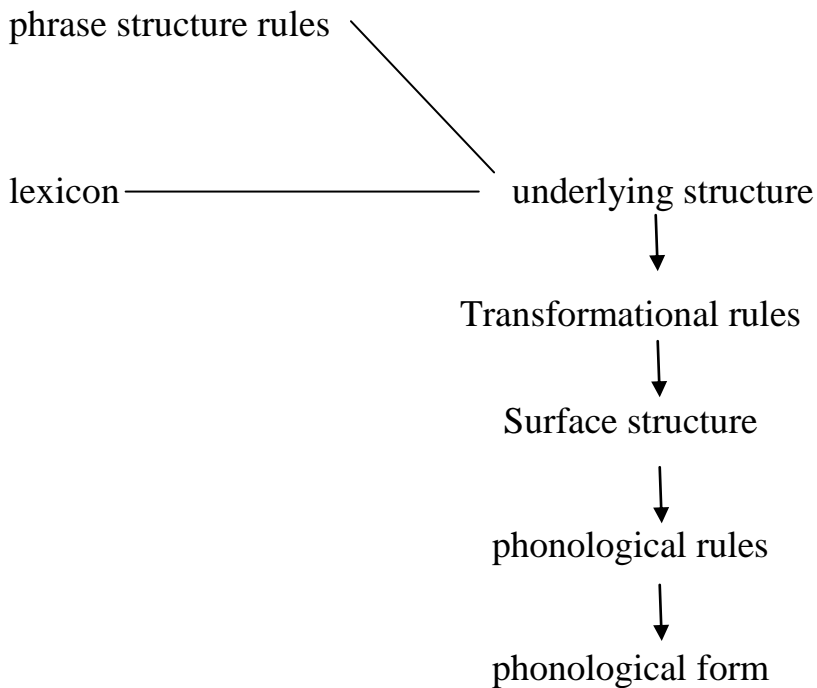 phrase structure rules
lexicon underlying structure
Transformational rules
Surface structure
phonological rules
phonological form